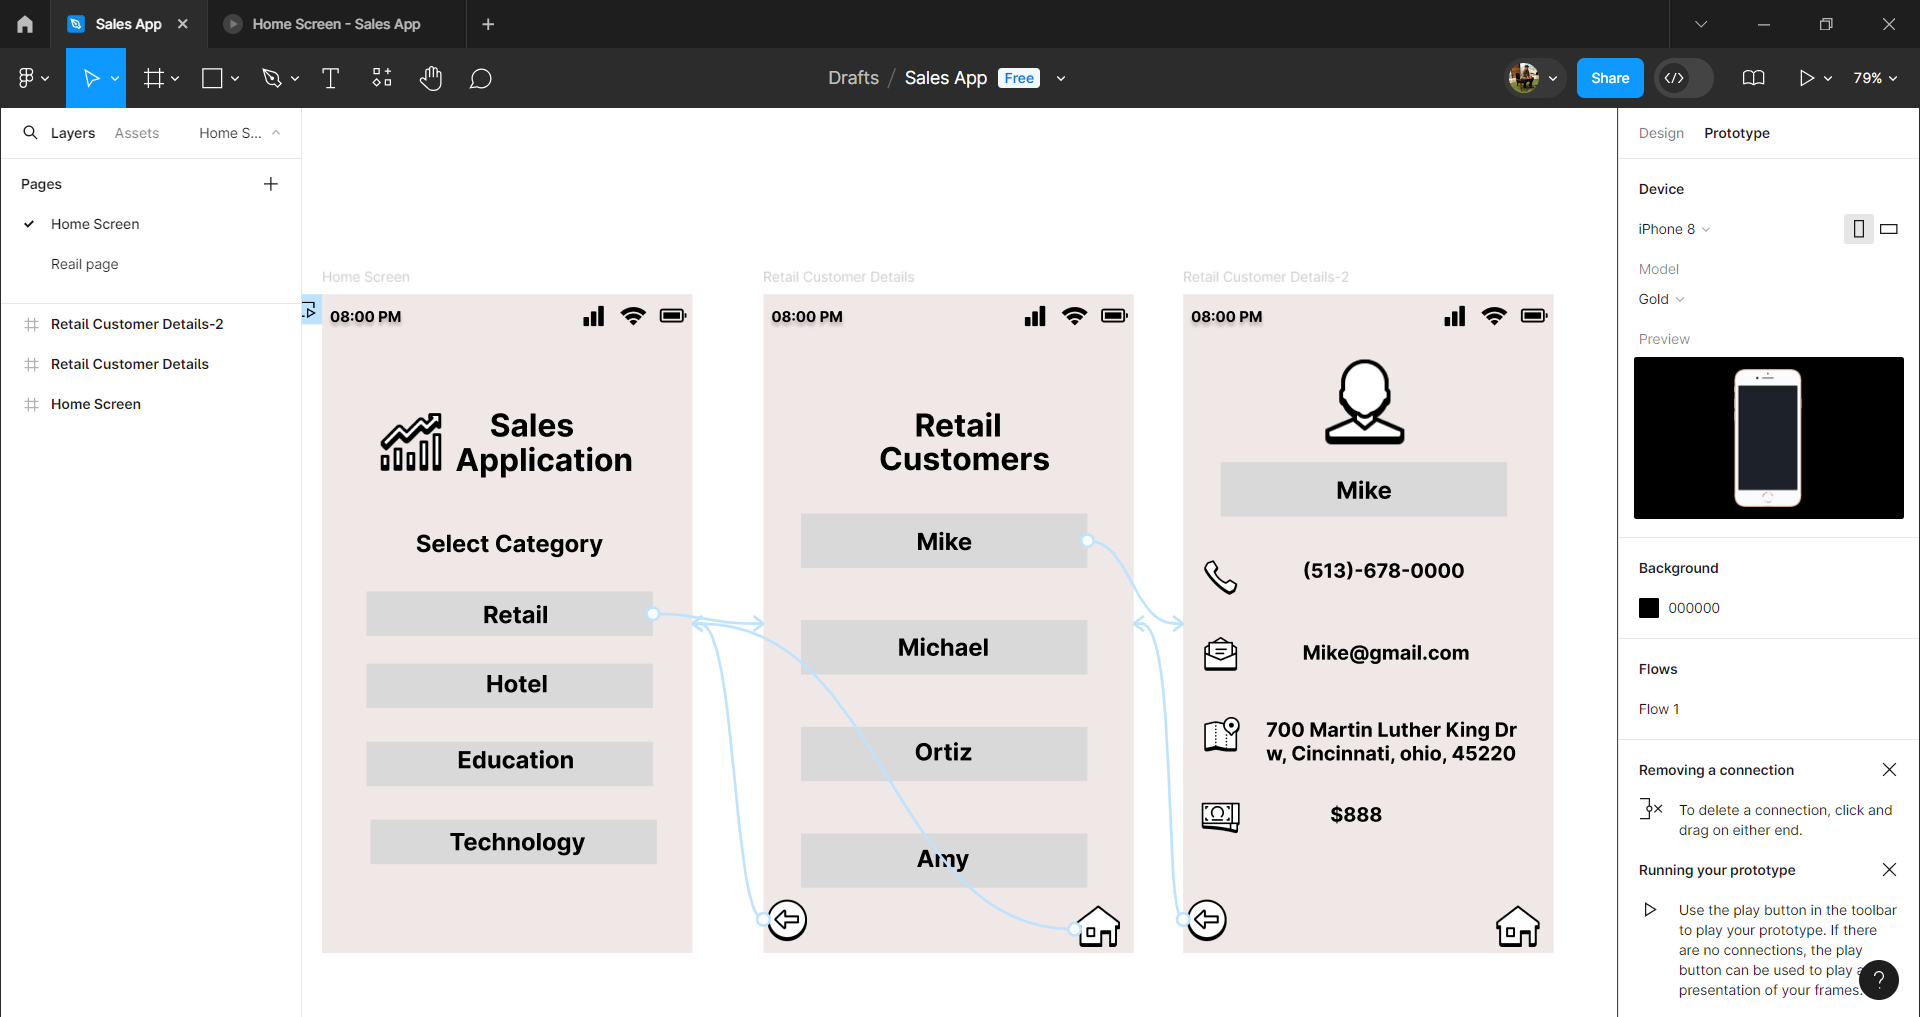 Sales App
Home Screen - Sales App
Drafts / Sales App Free
Share
79%
Layers Assets Home S...
Pages
Home Screen
Reail page
Retail Customer Details-2
Retail Customer Details
Home Screen
Home Screen
08:00 PM
Sales
Application
Select Category
Retail
Hotel
Education
Technology
Retail Customer Details
08:00 PM
Retail
Customers
Mike
Michael
Ortiz
Amy
Retail Customer Details-2
08:00 PM
Mike
(513)-678-0000
Mike@gmail.com
700 Martin Luther King Dr
w, Cincinnati, ohio, 45220
$888
Design Prototype
Device
iPhone 8
Model
Gold
Preview
Background
000000
Flows
Flow 1
Removing a connection
To delete a connection, click and
drag on either end.
Running your prototype
Use the play button in the toolbar
to play your prototype. If there
are no connections, the play
button can be used to play a
presentation of your frames.
?